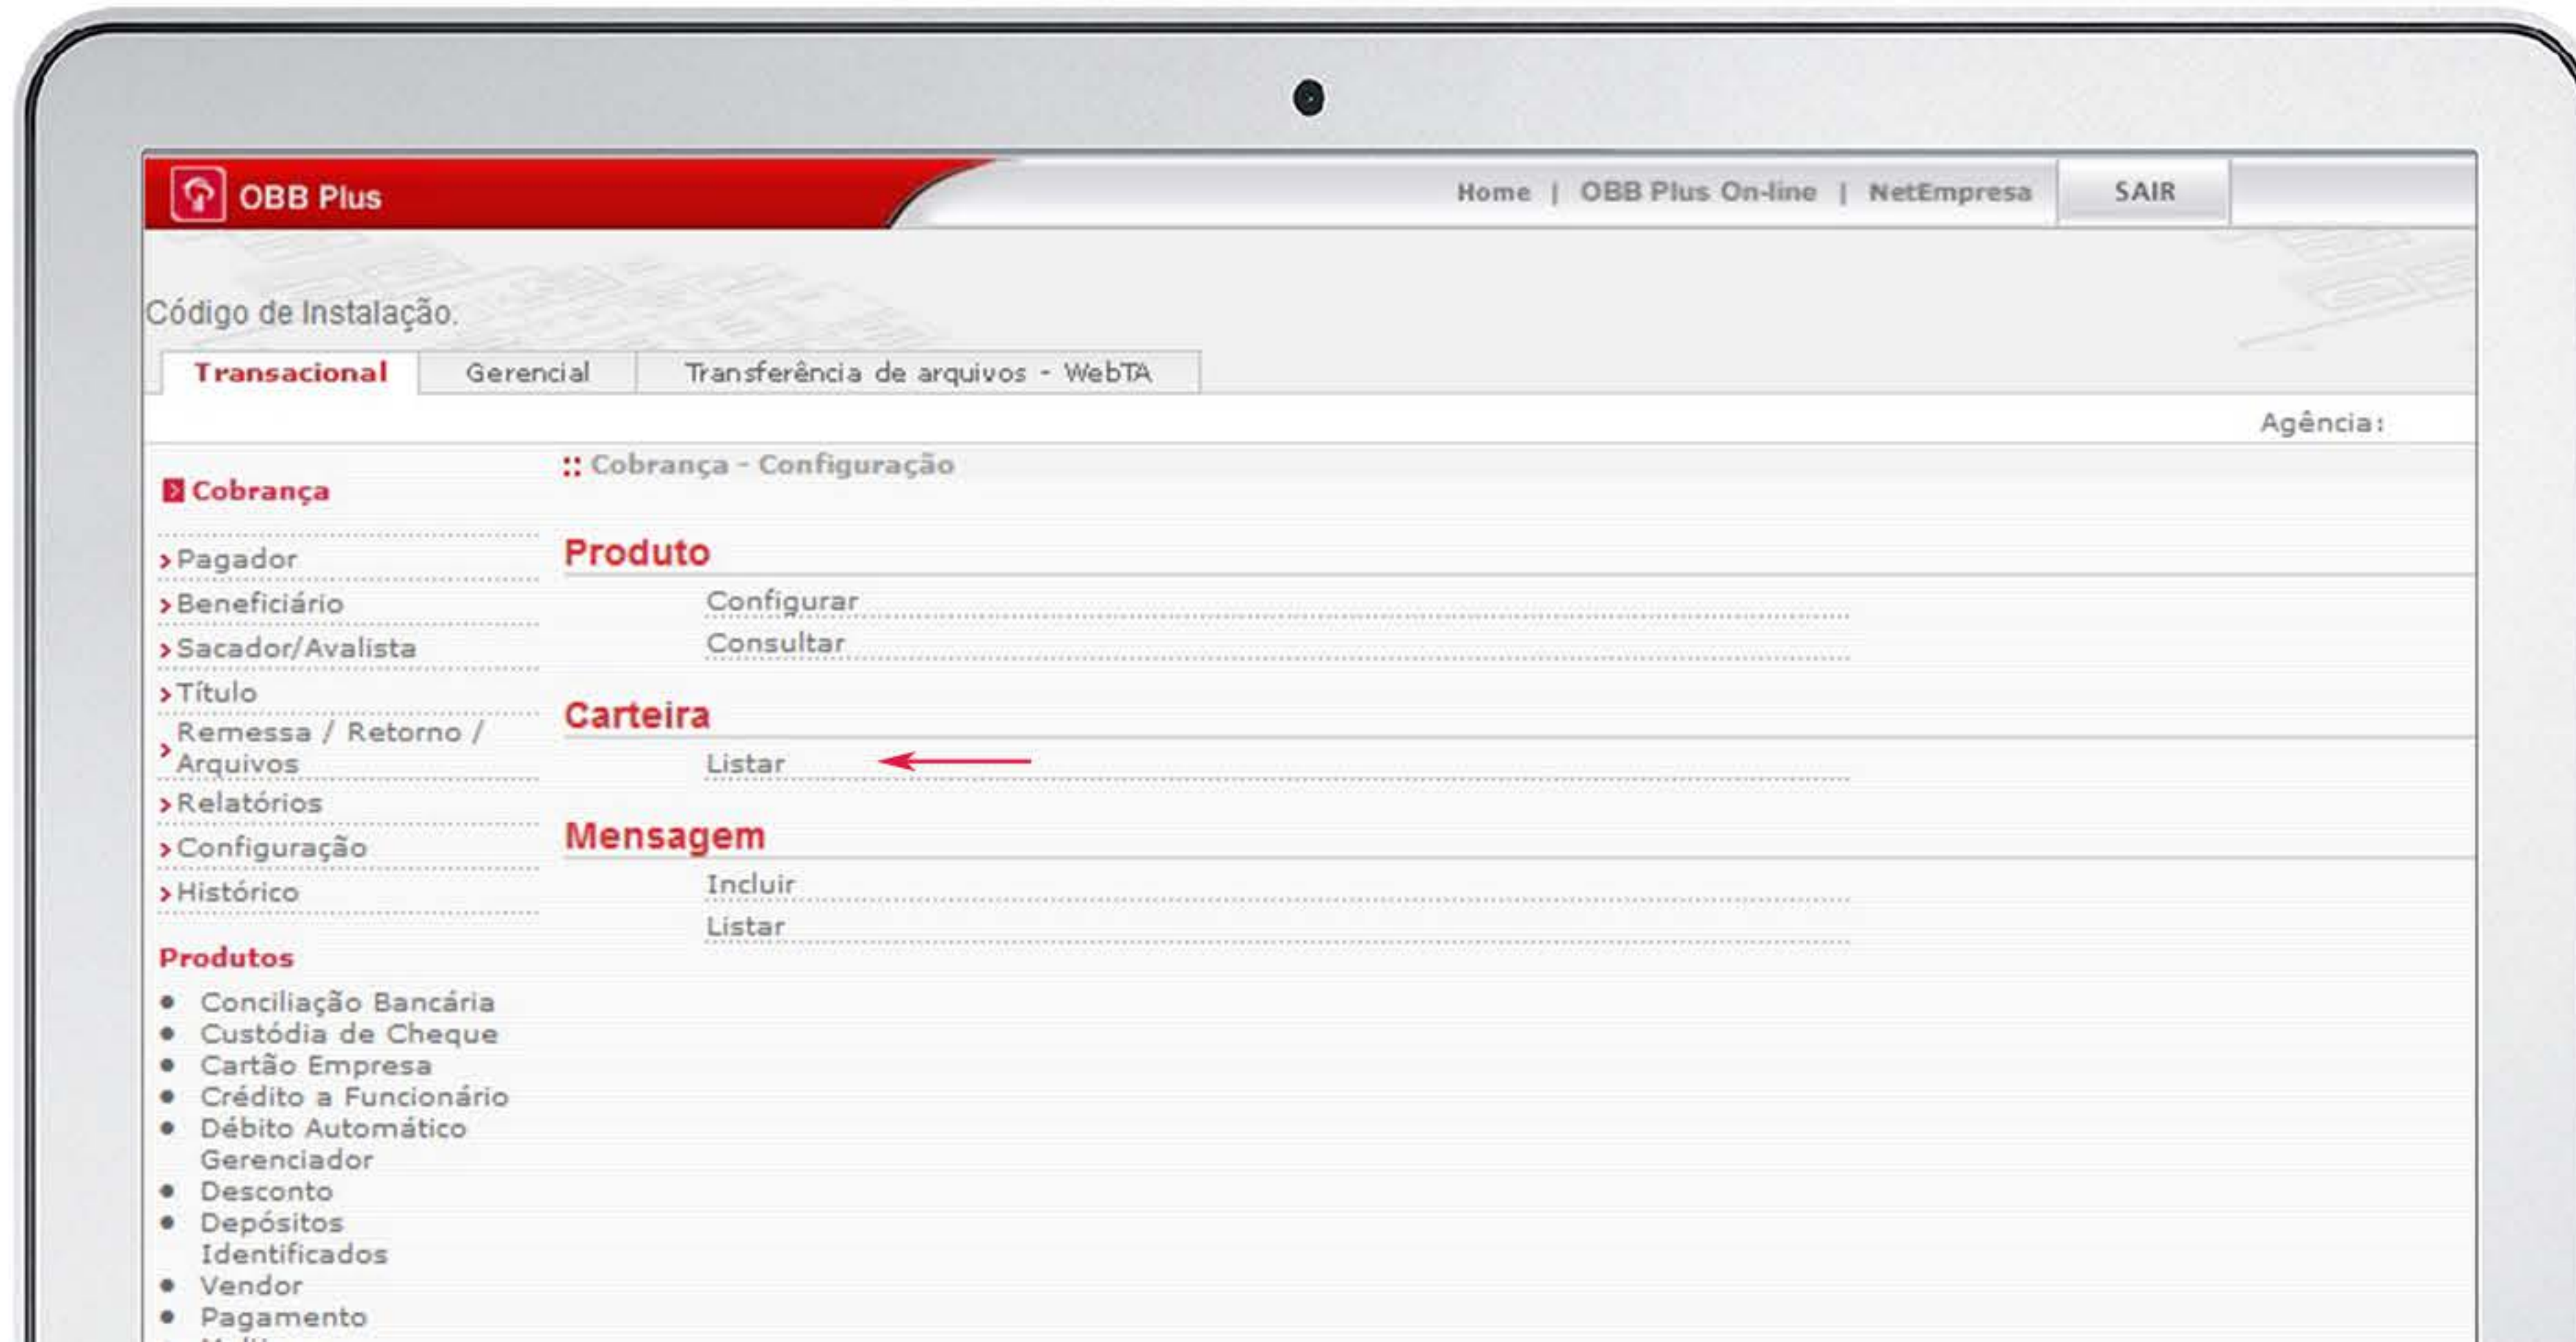 OBB Plus
Home | OBB Plus On-line | NetEmpresa SAIR
Código de Instalação.
Transacional Gerencial Transferência de arquivos - WebTA
Agência:
Cobrança
Pagador
Beneficiário
Sacador/Avalista
Título
Remessa / Retorno /
Arquivos
Relatórios
Configuração
Histórico
Produtos
Conciliação Bancária
Custódia de Cheque
Cartão Empresa
Crédito a Funcionário
Débito Automático
Gerenciador
Desconto
Depósitos
Identificados
Vendor
Pagamento
:: Cobrança - Configuração
Produto
Configurar
Consultar
Carteira
Listar
Mensagem
Incluir
Listar